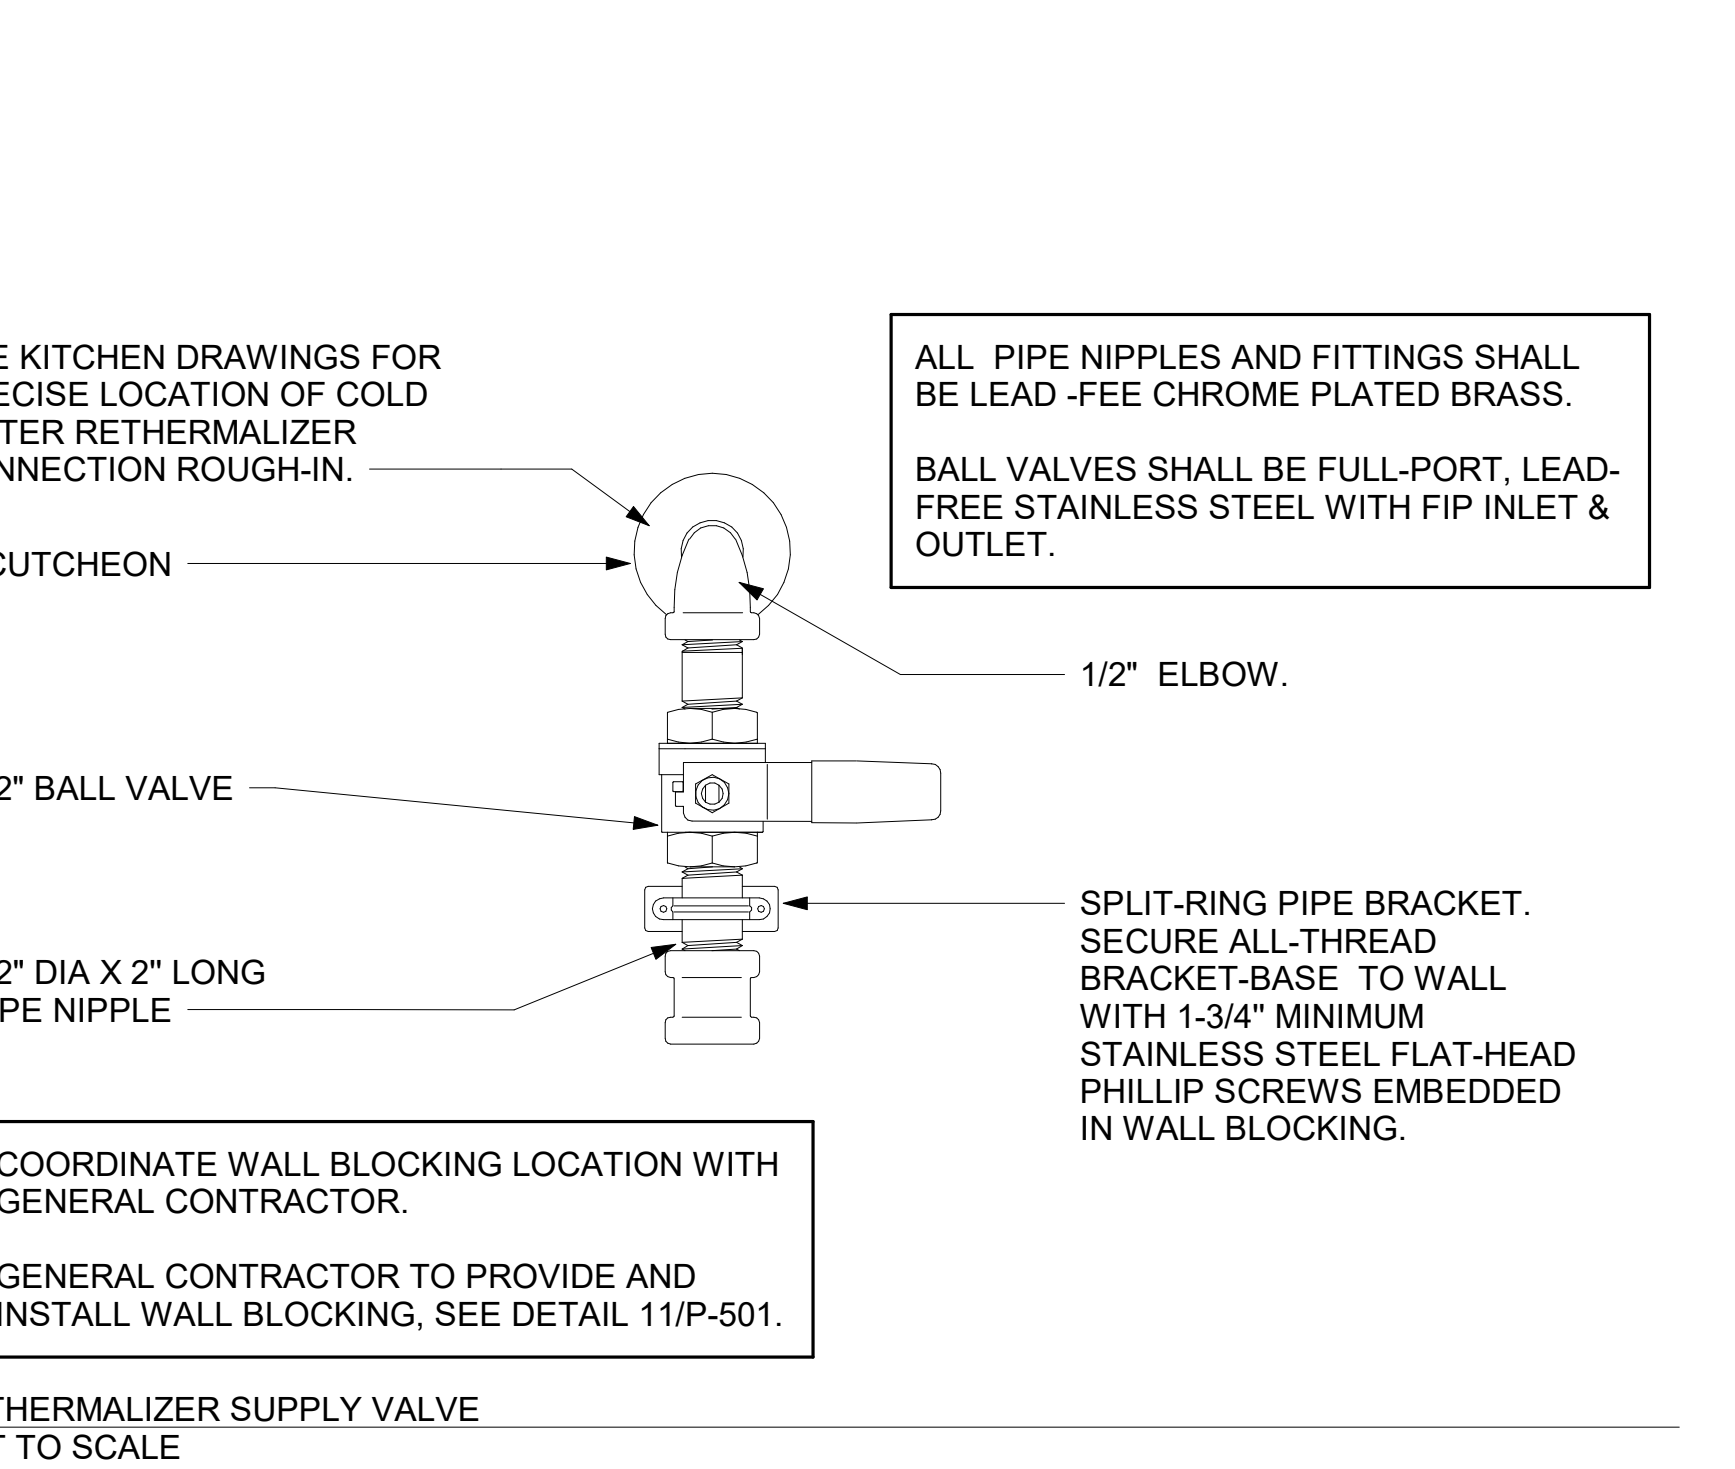 E KITCHEN DRAWINGS FOR
ECISE LOCATION OF COLD
TER RETHERMALIZER
NNECTION ROUGH-IN.
CUTCHEON
2" BALL VALVE
2" DIA X 2" LONG
PE NIPPLE
ALL PIPE NIPPLES AND FITTINGS SHALL
BE LEAD -FEE CHROME PLATED BRASS.
BALL VALVES SHALL BE FULL-PORT, LEAD-
FREE STAINLESS STEEL WITH FIP INLET &
OUTLET.
1/2" ELBOW.
SPLIT-RING PIPE BRACKET.
SECURE ALL-THREAD
BRACKET-BASE TO WALL
WITH 1-3/4" MINIMUM
STAINLESS STEEL FLAT-HEAD
PHILLIP SCREWS EMBEDDED
IN WALL BLOCKING.
COORDINATE WALL BLOCKING LOCATION WITH
GENERAL CONTRACTOR.
GENERAL CONTRACTOR TO PROVIDE AND
INSTALL WALL BLOCKING, SEE DETAIL 11/P-501.
THERMALIZER SUPPLY VALVE
T TO SCALE